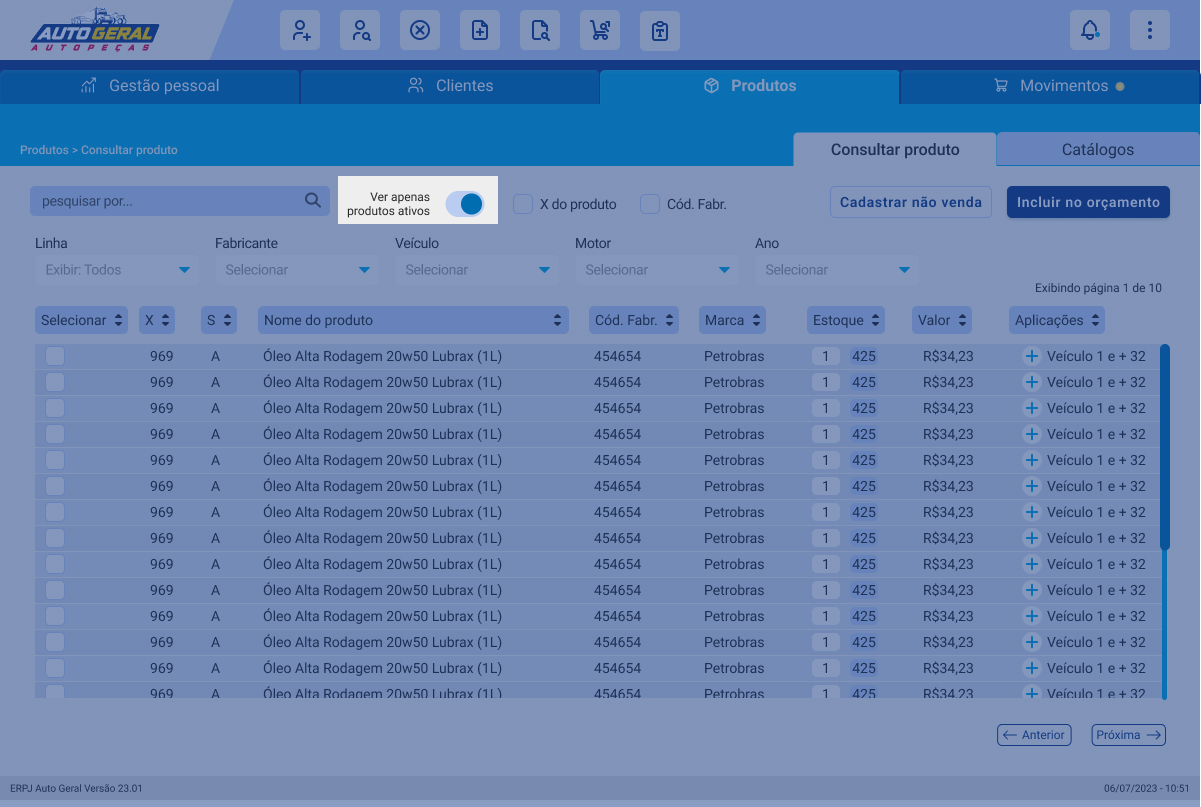 AUTO GERAL
AUTOPEÇAS
Gestão pessoal
Clientes
Produtos
Movimentos
Produtos > Consultar produto
Consultar produto
Catálogos
pesquisar por...
Ver apenas
produtos ativos
X do produto
Cód. Fabr.
Cadastrar não venda
Incluir no orçamento
Linha Fabricante Veículo Motor Ano
Exibir: Todos Selecionar Selecionar Selecionar Selecionar
Exibindo página 1 de 10
Selecionar X S Nome do produto Cód. Fabr. Marca Estoque Valor Aplicações
969 A Óleo Alta Rodagem 20w50 Lubrax (1L) 454654 Petrobras 1 425 R$34,23 Veículo 1 e + 32
969 A Óleo Alta Rodagem 20w50 Lubrax (1L) 454654 Petrobras 1 425 R$34,23 Veículo 1 e + 32
969 A Óleo Alta Rodagem 20w50 Lubrax (1L) 454654 Petrobras 1 425 R$34,23 Veículo 1 e + 32
969 A Óleo Alta Rodagem 20w50 Lubrax (1L) 454654 Petrobras 1 425 R$34,23 Veículo 1 e + 32
969 A Óleo Alta Rodagem 20w50 Lubrax (1L) 454654 Petrobras 1 425 R$34,23 Veículo 1 e + 32
969 A Óleo Alta Rodagem 20w50 Lubrax (1L) 454654 Petrobras 1 425 R$34,23 Veículo 1 e + 32
969 A Óleo Alta Rodagem 20w50 Lubrax (1L) 454654 Petrobras 1 425 R$34,23 Veículo 1 e + 32
969 A Óleo Alta Rodagem 20w50 Lubrax (1L) 454654 Petrobras 1 425 R$34,23 Veículo 1 e + 32
969 A Óleo Alta Rodagem 20w50 Lubrax (1L) 454654 Petrobras 1 425 R$34,23 Veículo 1 e + 32
969 A Óleo Alta Rodagem 20w50 Lubrax (1L) 454654 Petrobras 1 425 R$34,23 Veículo 1 e + 32
969 A Óleo Alta Rodagem 20w50 Lubrax (1L) 454654 Petrobras 1 425 R$34,23 Veículo 1 e + 32
969 A Óleo Alta Rodagem 20w50 Lubrax (1L) 454654 Petrobras 1 425 R$34,23 Veículo 1 e + 32
969 A Óleo Alta Rodagem 20w50 Lubrax (1L) 454654 Petrobras 1 425 R$34,23 Veículo 1 e + 32
969 A Óleo Alta Rodagem 20w50 Lubrax (1L) 454654 Petrobras 1 425 R$34,23 Veículo 1 e + 32
Anterior
Próxima
ERPJ Auto Geral Versão 23.01
06/07/2023 - 10:51